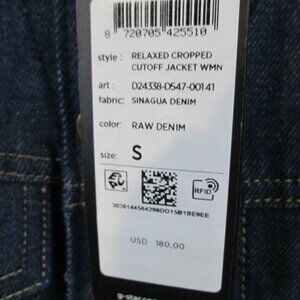 8 720705 425510
style : RELAXED CROPPED
CUTOFF JACKET WMN
art : D24338-D547-00141
fabric: SINAGUA DENIM
color: RAW DENIM
size: S
RFID
USD 180,00